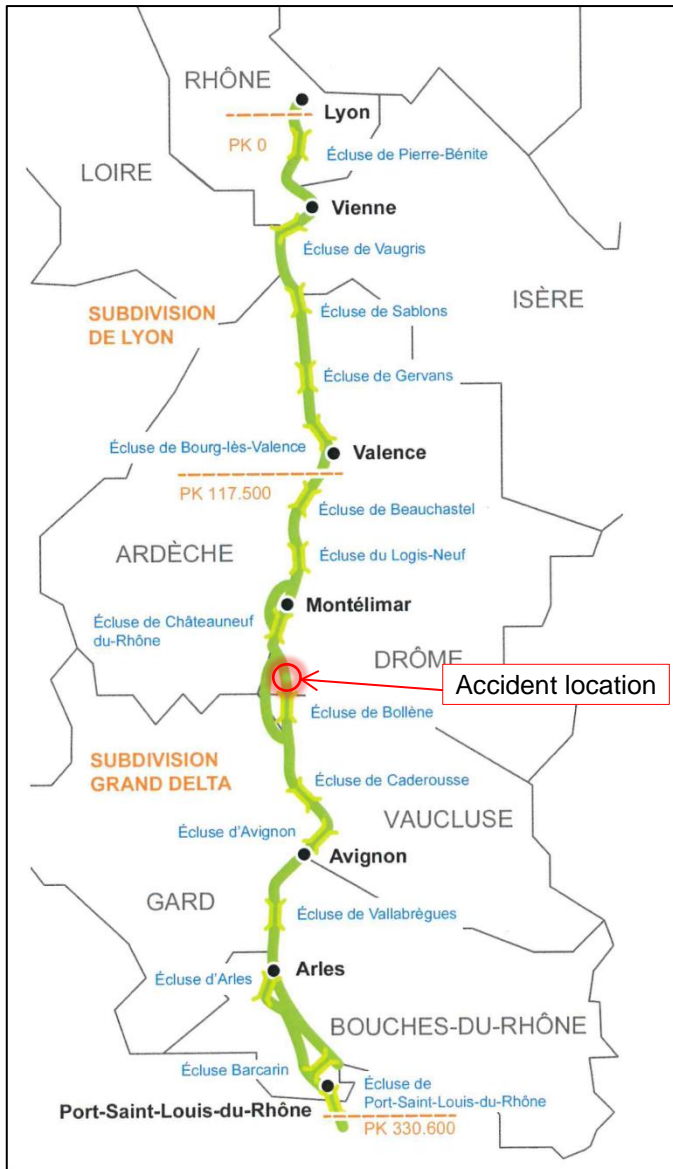 RHÔNE
Lyon
PK 0
Écluse de Pierre-Bénite
LOIRE
Vienne
Écluse de Vaugris
ISÈRE
SUBDIVISION
DE LYON
Écluse de Sablons
Écluse de Gervans
Écluse de Bourg-lès-Valence
Valence
PK 117.500
Écluse de Beauchastel
ARDÈCHE
Écluse du Logis-Neuf
Montélimar
Écluse de Châteauneuf
du-Rhône
DRÔME
Accident location
Écluse de Bollène
SUBDIVISION
GRAND DELTA
Écluse de Caderousse
VAUCLUSE
Écluse d'Avignon
Avignon
GARD
Écluse de Vallabrègues
Arles
Écluse d'Arles
BOUCHES-DU-RHÔNE
Écluse Barcarin
Écluse de
Port-Saint-Louis-du-Rhône
Port-Saint-Louis-du-Rhône
PK 330.600